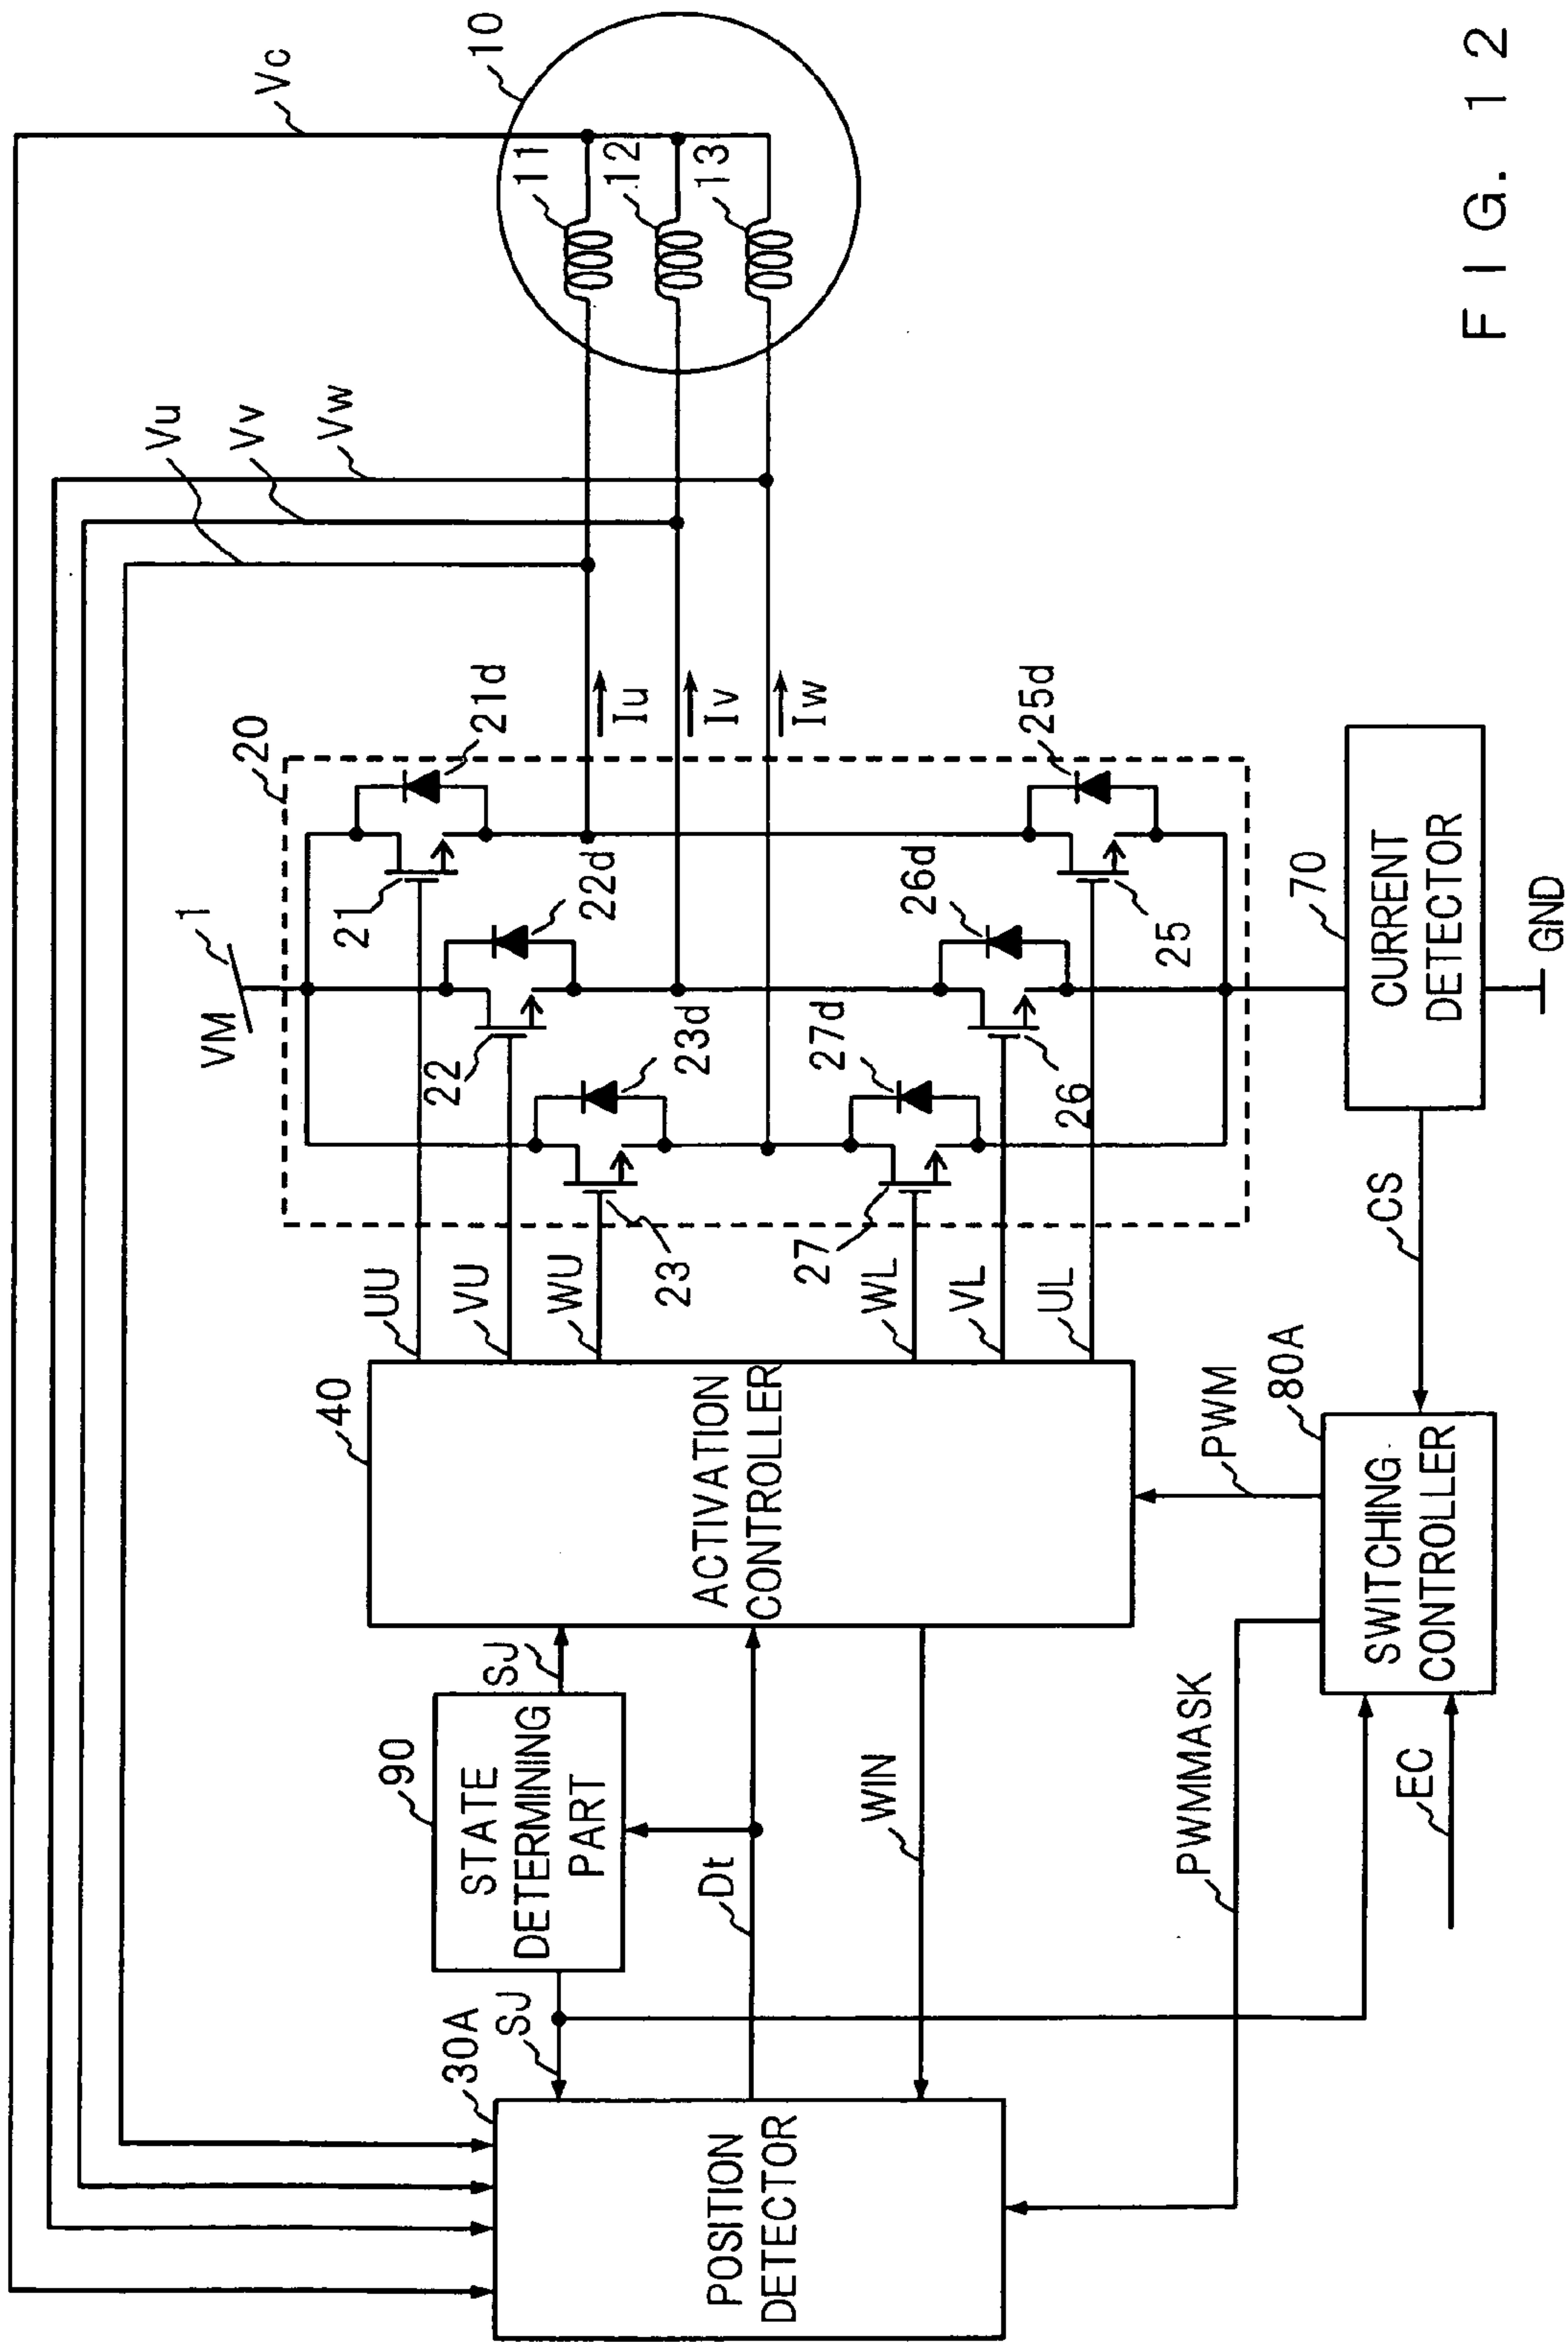 Vc
10
11
12
13
Vu
Vv
Vw
20
21d
Iu
Iv
Iw
25d
VM
1
21
22d
26d
25
22
23d
27d
26
23
27
70
CURRENT
DETECTOR
GND
UU
VU
WU
WL
VL
UL
CS
40
ACTIVATION
CONTROLLER
PWM
80A
SWITCHING
CONTROLLER
90
STATE
DETERMINING
PART
SJ
SJ
Dt
WIN
PWMMASK
EC
30A
POSITION
DETECTOR
FIG. 12